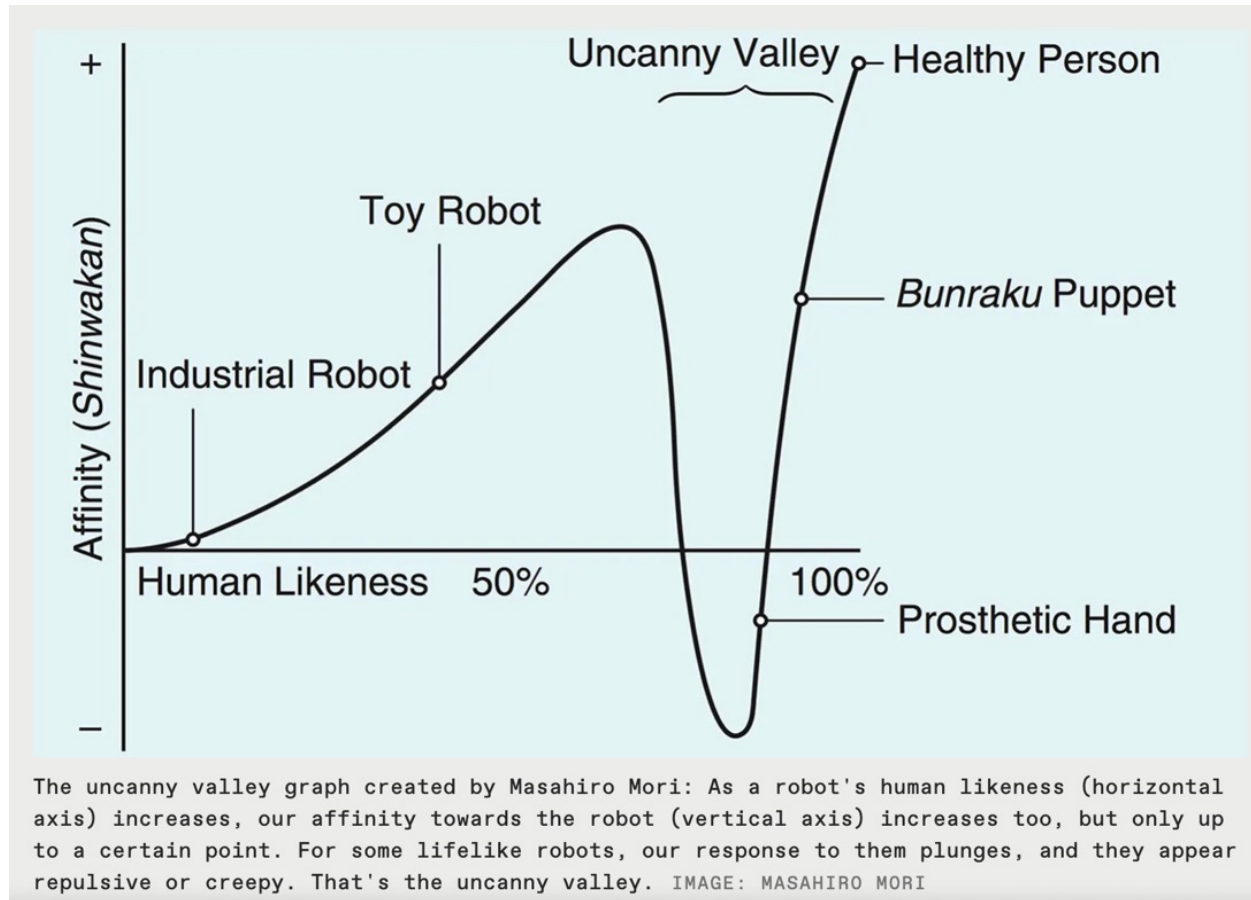 +
Uncanny Valley
Healthy Person
Toy Robot
Bunraku Puppet
Industrial Robot
Affinity (Shinwakan)
Human Likeness 50% 100%
Prosthetic Hand
–
The uncanny valley graph created by Masahiro Mori: As a robot's human likeness (horizontal
axis) increases, our affinity towards the robot (vertical axis) increases too, but only up
to a certain point. For some lifelike robots, our response to them plunges, and they appear
repulsive or creepy. That's the uncanny valley. IMAGE: MASAHIRO MORI